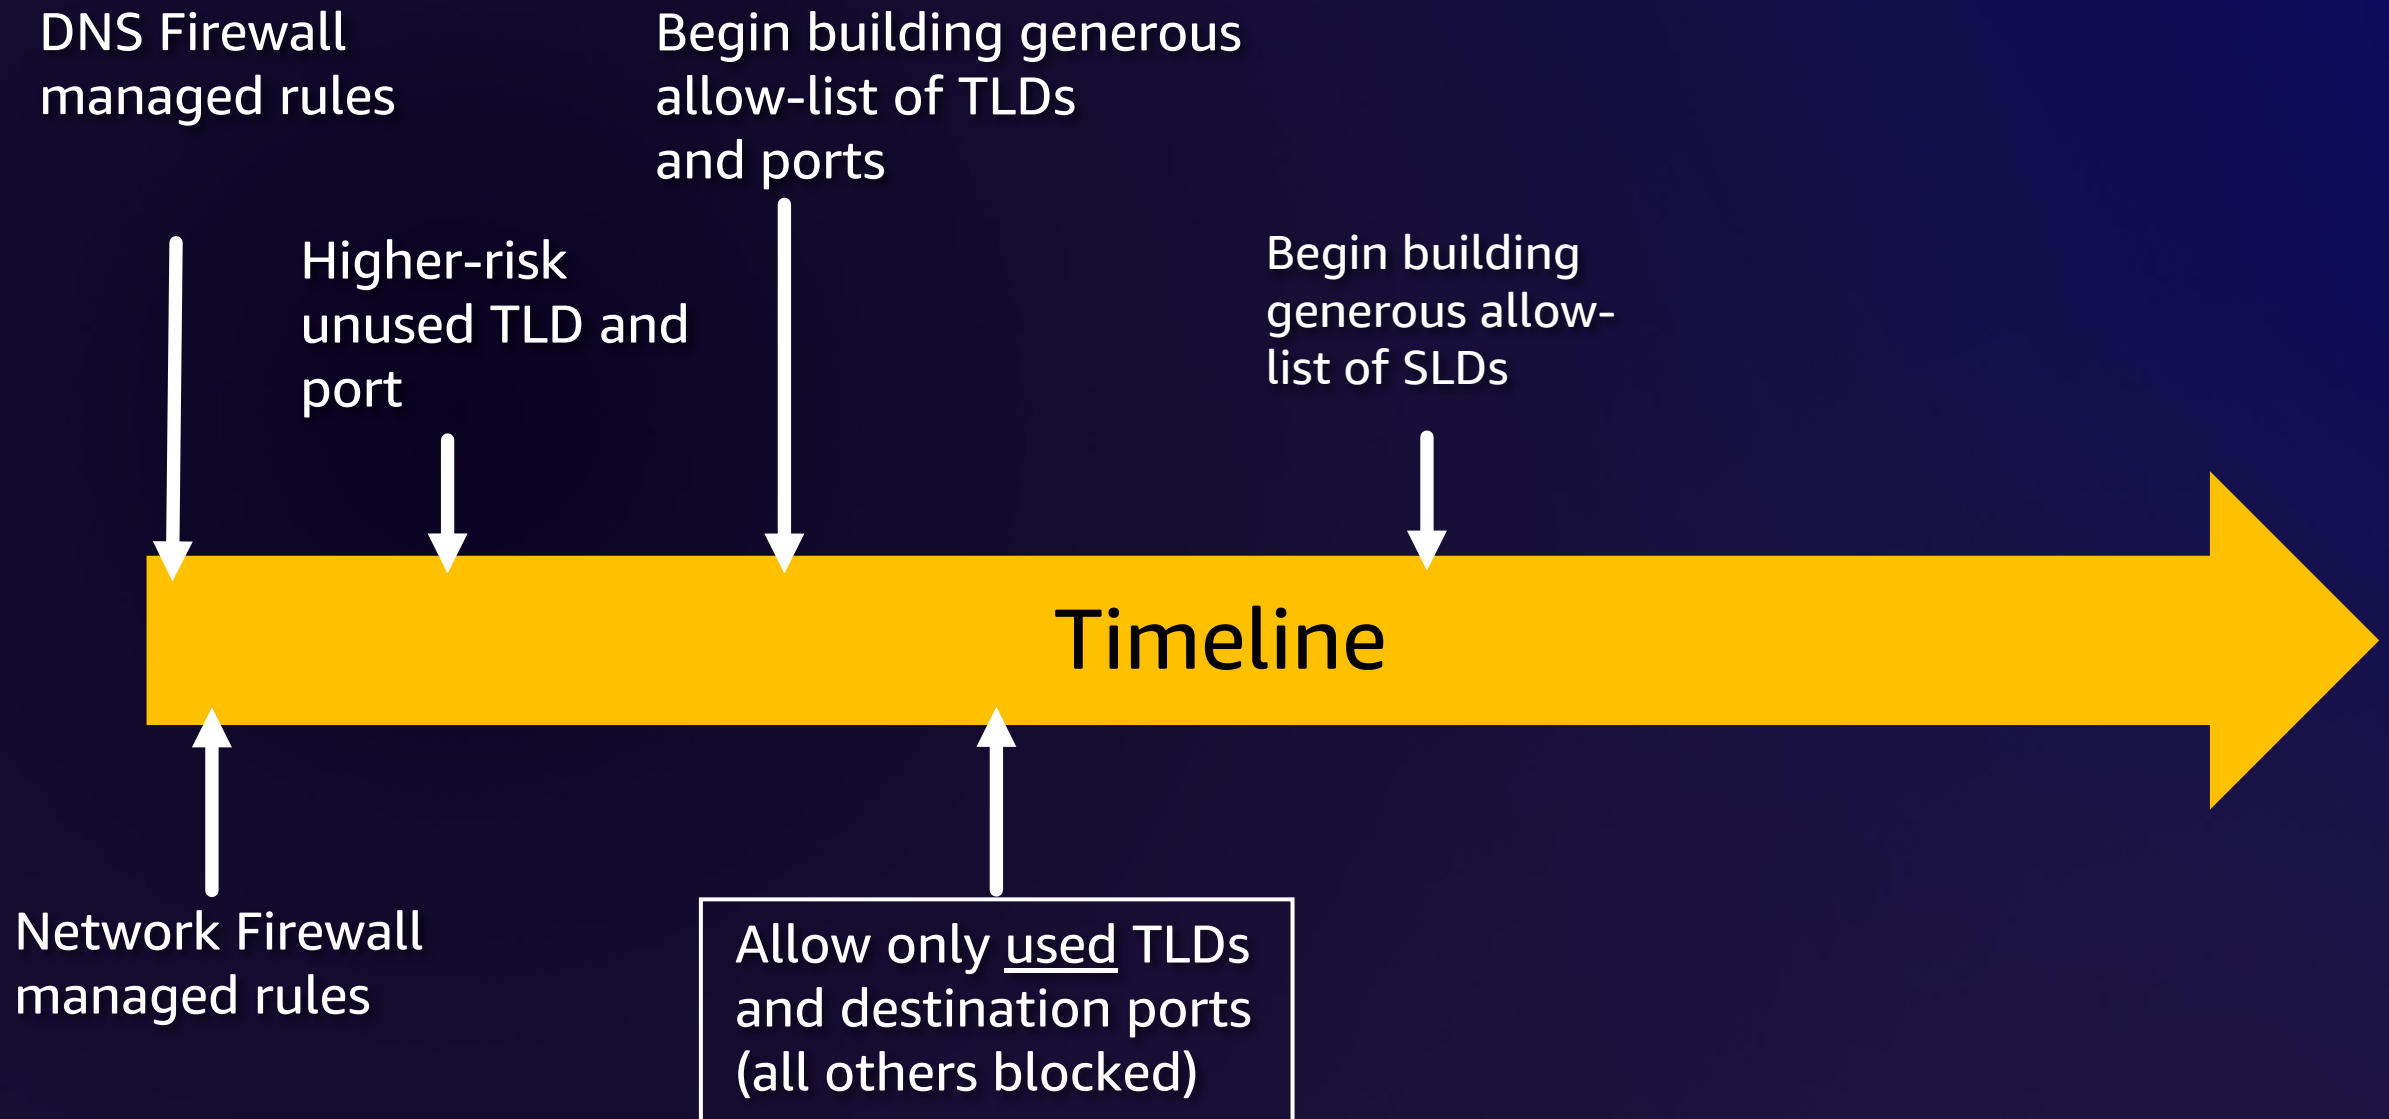 DNS Firewall
managed rules
Begin building generous
allow-list of TLDs
and ports
Higher-risk
unused TLD and
port
Begin building
generous allow-
list of SLDs
Timeline
Network Firewall
managed rules
Allow only used TLDs
and destination ports
(all others blocked)